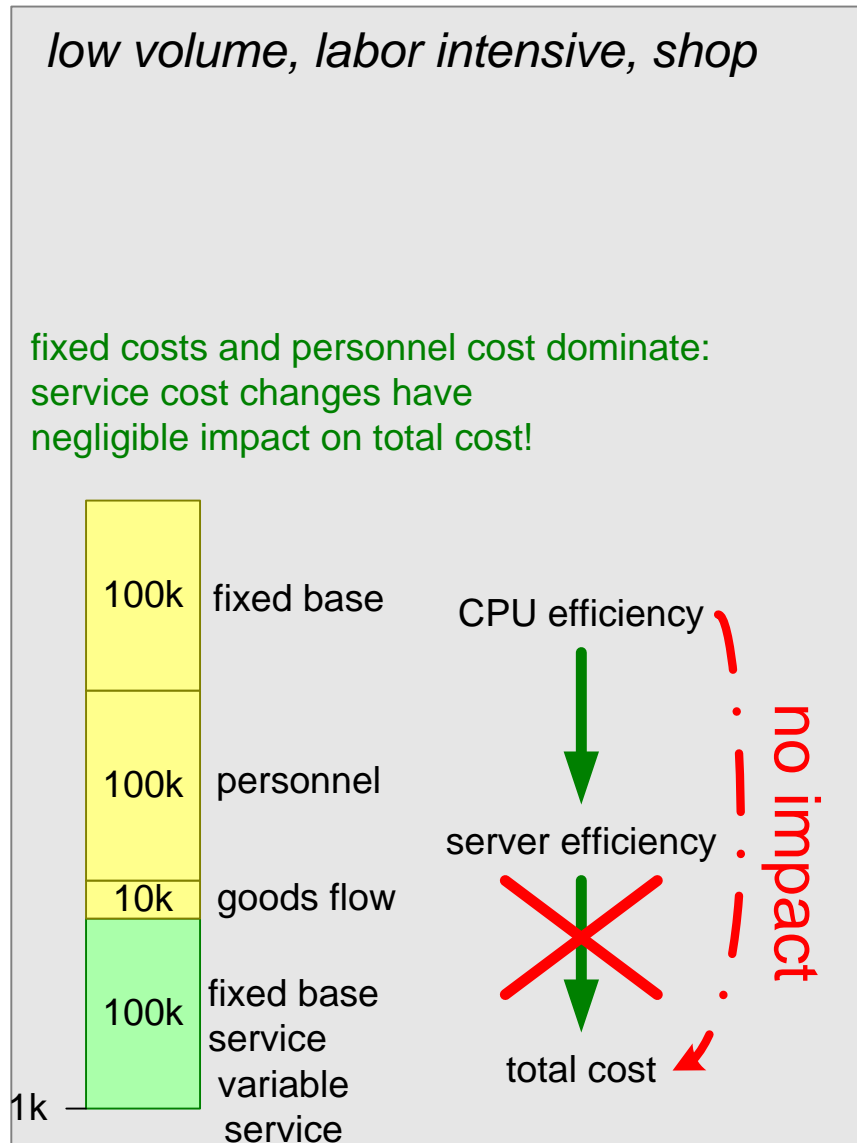 low volume, labor intensive, shop
fixed costs and personnel cost dominate:
service cost changes have
negligible impact on total cost!
100k
fixed base
100k
personnel
10k
goods flow
100k
fixed base
service
variable
service
1k
CPU efficiency
server efficiency
total cost
no impact